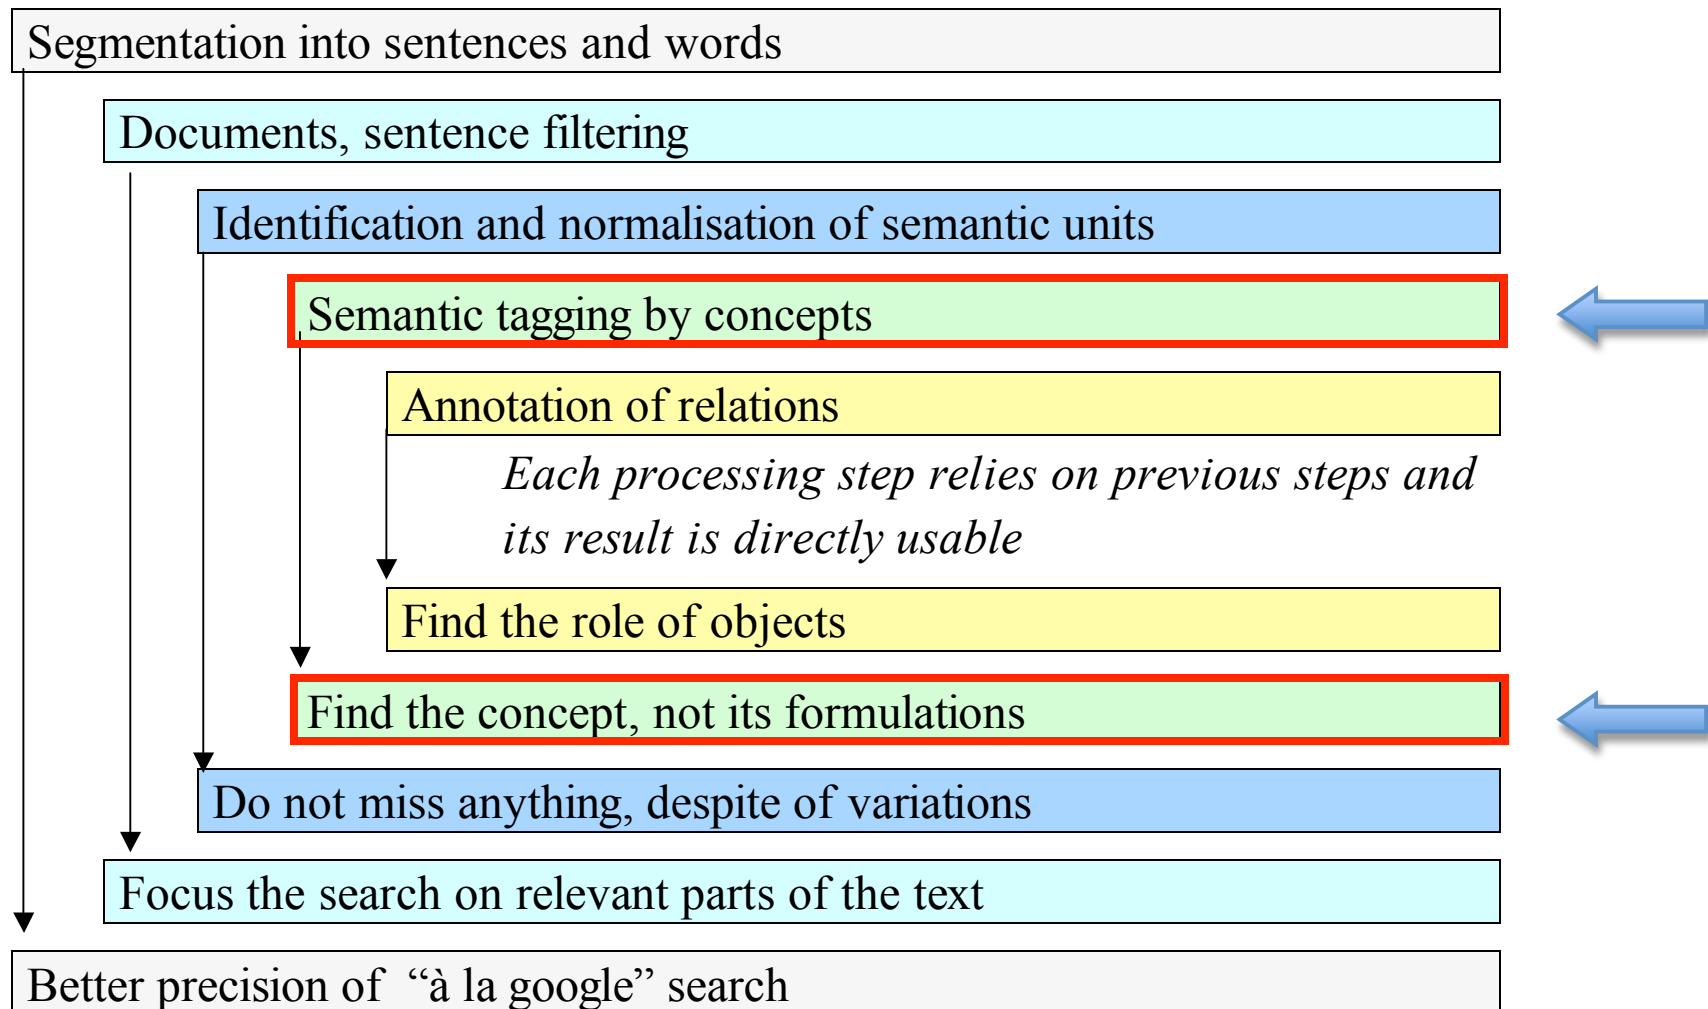 Segmentation into sentences and words
Documents, sentence filtering
Identification and normalisation of semantic units
Semantic tagging by concepts
Annotation of relations
Each processing step relies on previous steps and
its result is directly usable
Find the role of objects
Find the concept, not its formulations
Do not miss anything, despite of variations
Focus the search on relevant parts of the text
Better precision of “à la google” search